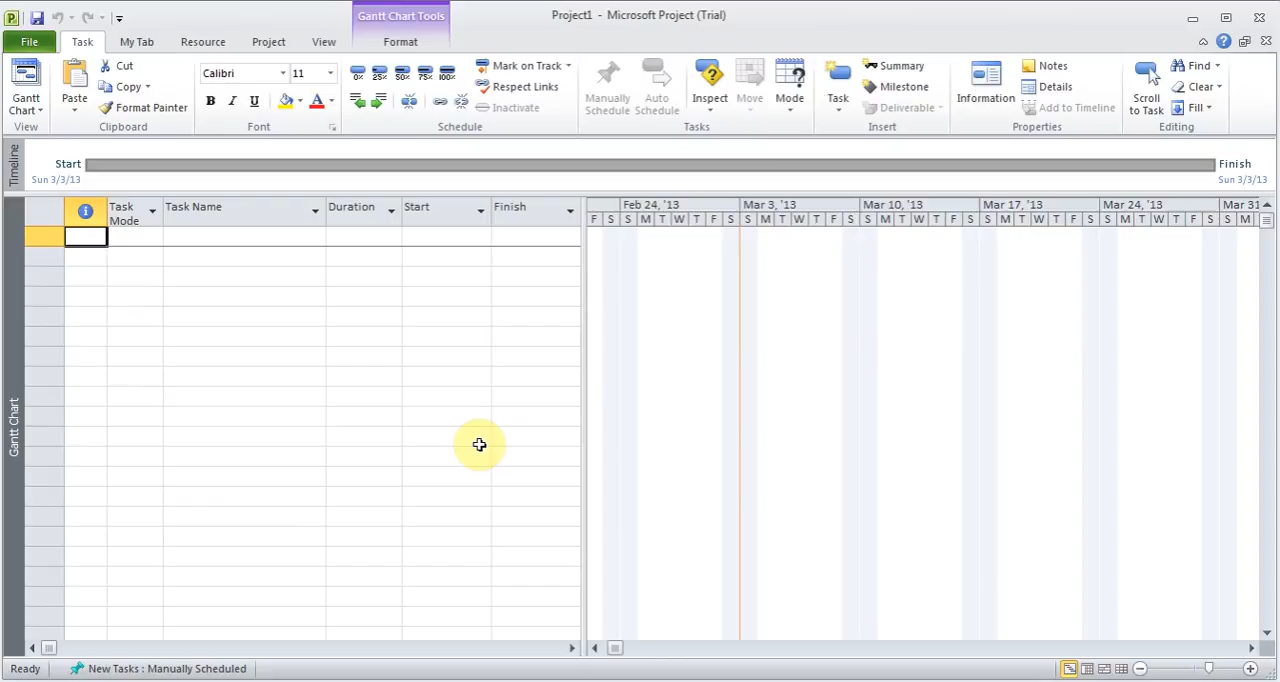 Project1 - Microsoft Project (Trial)
Gantt Chart Tools
File Task My Tab Resource Project View Format
Gantt Chart
View
Paste
Cut
Copy
Format Painter
Clipboard
Calibri 11
B I U A
Font
0% 25% 50% 75% 100%
Mark on Track
Respect Links
Inactivate
Schedule
Manually Schedule
Auto Schedule
Inspect
Move
Mode
Tasks
Task
Summary
Milestone
Deliverable
Insert
Information
Notes
Details
Add to Timeline
Properties
Scroll to Task
Find
Clear
Fill
Editing
Timeline
Start
Sun 3/3/13
Finish
Sun 3/3/13
Task Mode
Task Name
Duration
Start
Finish
Feb 24, '13 Mar 3, '13 Mar 10, '13 Mar 17, '13 Mar 24, '13 Mar 31
F S S M T W T F S S M T W T F S S M T W T F S S M T W T F S S M T W T F S S M
Gantt Chart
Ready
New Tasks : Manually Scheduled